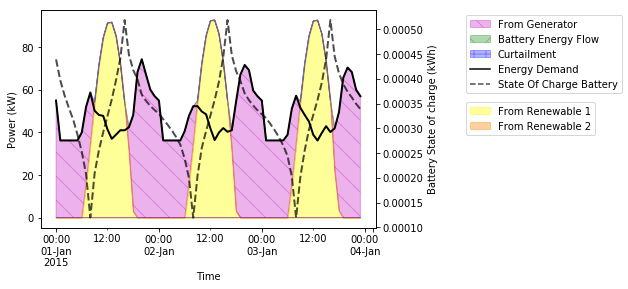 80
60
40
20
0
Power (kW)
00:00
01-Jan
2015
12:00
00:00
02-Jan
12:00
00:00
03-Jan
12:00
00:00
04-Jan
Time
0.00050
0.00045
0.00040
0.00035
0.00030
0.00025
0.00020
0.00015
0.00010
Battery State of charge (kWh)
From Generator
Battery Energy Flow
Curtailment
Energy Demand
State Of Charge Battery
From Renewable 1
From Renewable 2